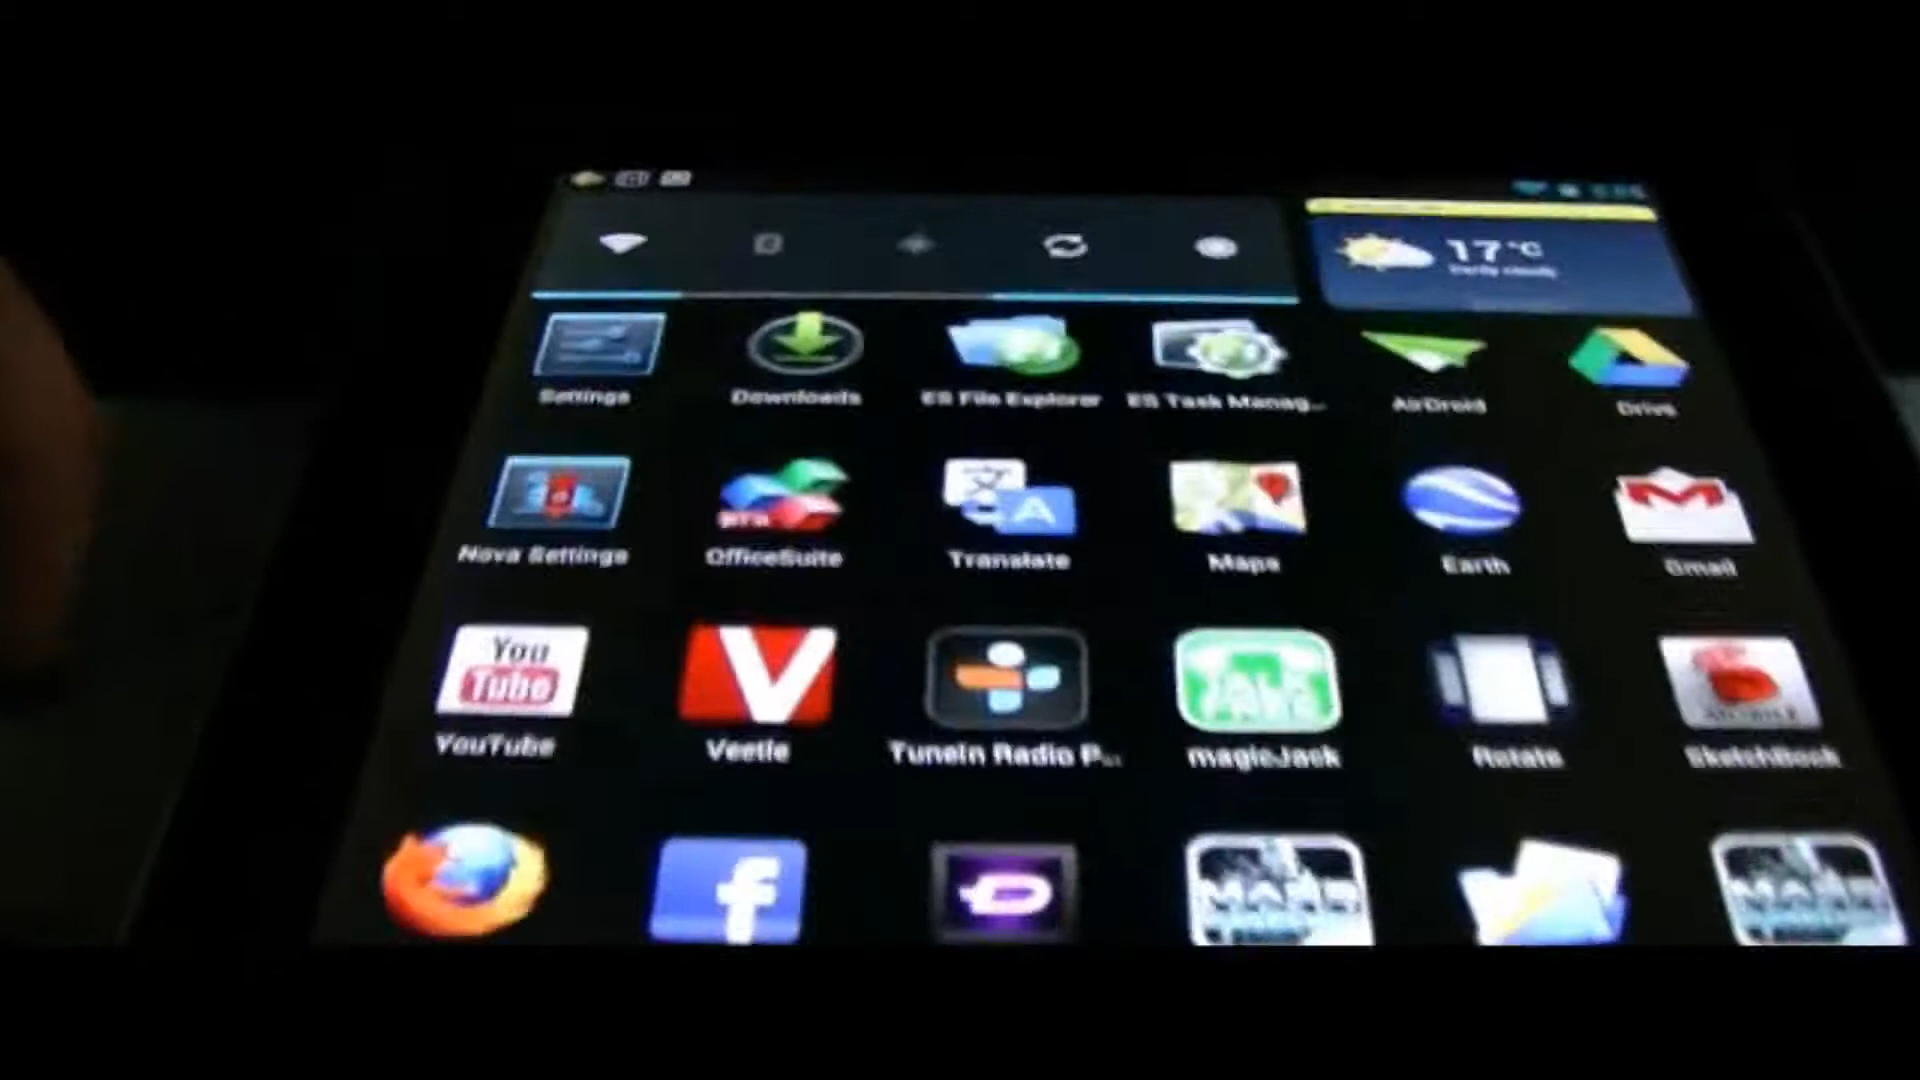 17 °C
Settings
Downloads
ES File Explorer
ES Task Manag...
AirDroid
Drive
Nova Settings
OfficeSuite
A
Translate
Maps
Earth
Gmail
You
Tube
YouTube
V
Veetle
TuneIn Radio P...
magicJack
Rotate
S
SketchBook
f